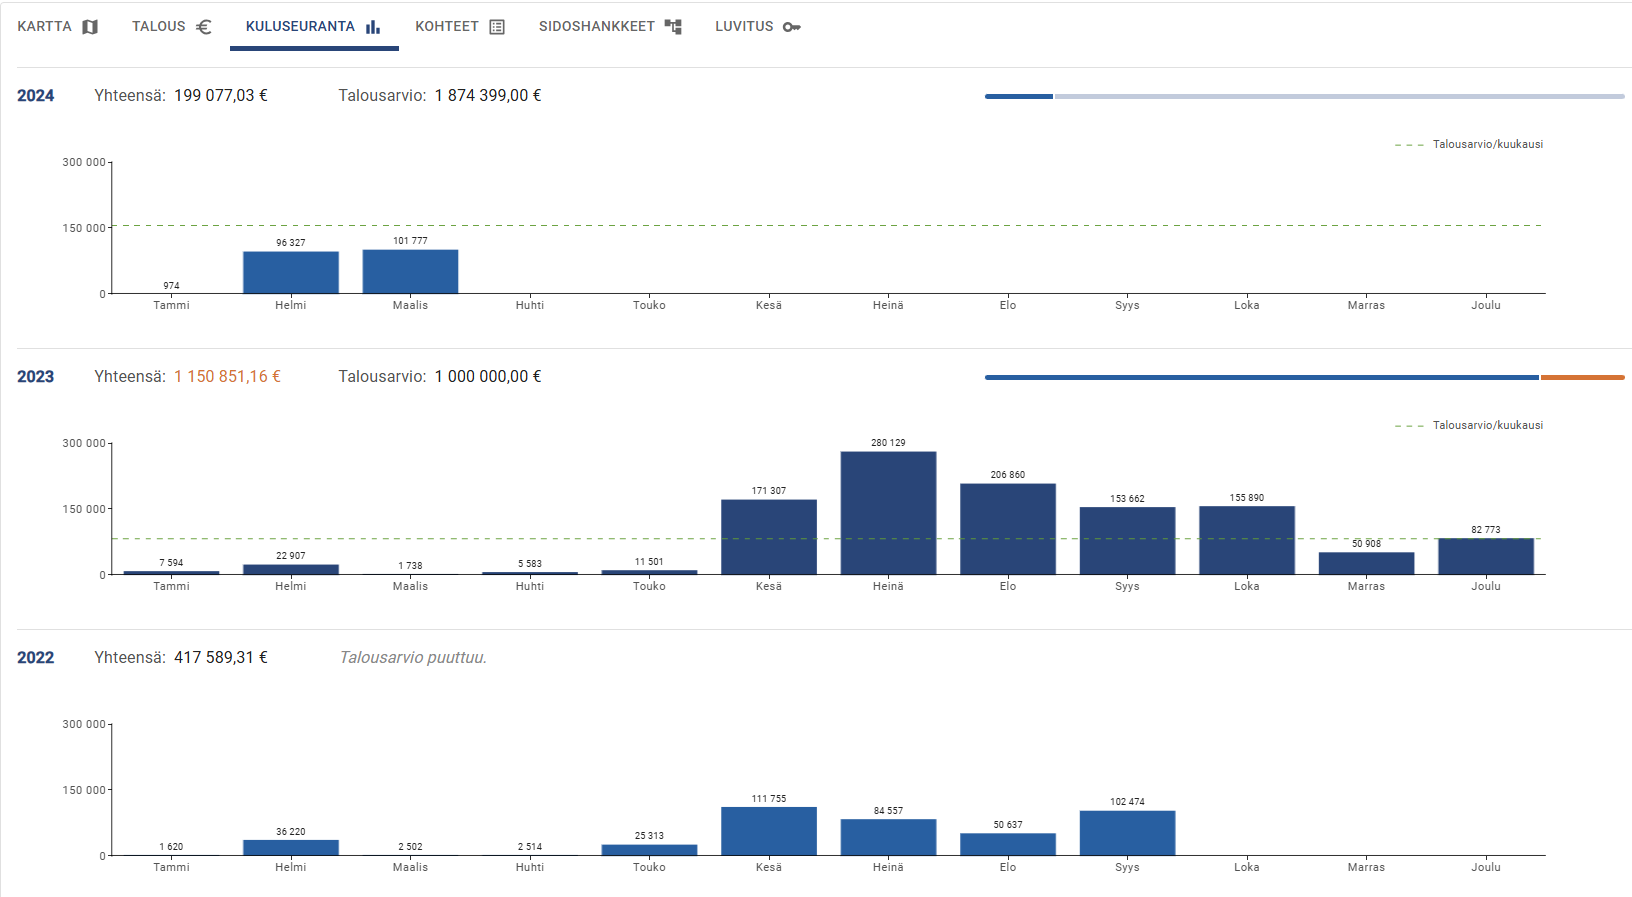 KARTTA TALOUS KULUSEURANTA KOHTEET SIDOSHANKKEET LUVITUS
2024 Yhteensä: 199 077,03 € Talousarvio: 1 874 399,00 €
Talousarvio/kuukausi
300 000
150 000
0
974 96 327 101 777
Tammi Helmi Maalis Huhti Touko Kesä Heinä Elo Syys Loka Marras Joulu
2023 Yhteensä: 1 150 851,16 € Talousarvio: 1 000 000,00 €
Talousarvio/kuukausi
300 000
150 000
0
7 594 22 907 1 738 5 583 11 501 171 307 280 129 206 860 153 662 155 890 50 908 82 773
Tammi Helmi Maalis Huhti Touko Kesä Heinä Elo Syys Loka Marras Joulu
2022 Yhteensä: 417 589,31 € Talousarvio puuttuu.
300 000
150 000
0
1 620 36 220 2 502 2 514 25 313 111 755 84 557 50 637 102 474
Tammi Helmi Maalis Huhti Touko Kesä Heinä Elo Syys Loka Marras Joulu